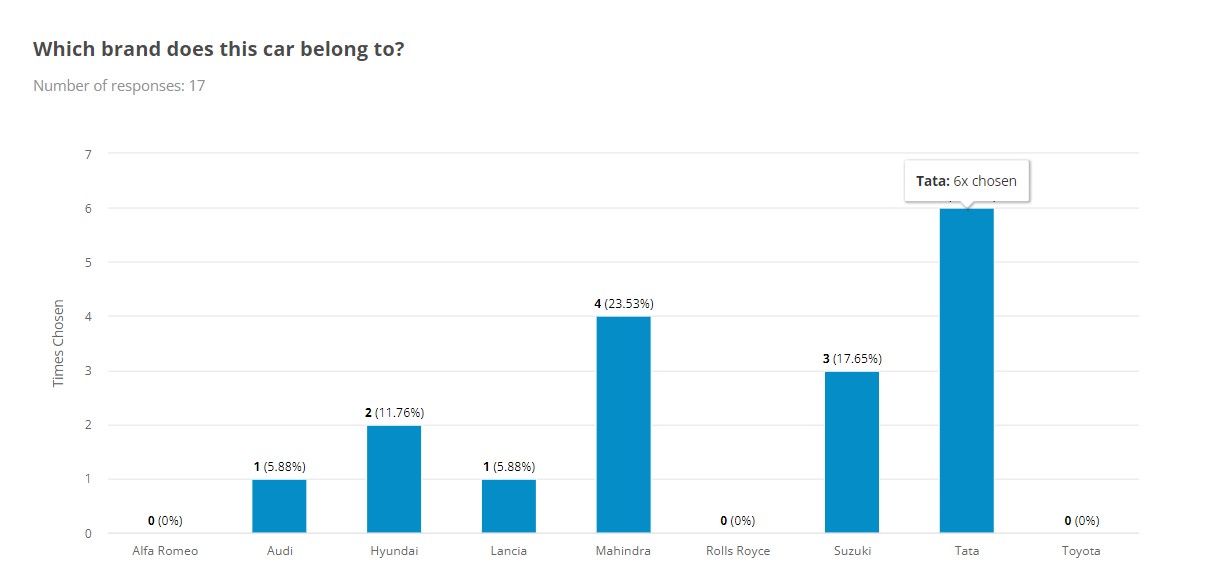 Which brand does this car belong to?
Number of responses: 17
Times Chosen
7
6
5
4
3
2
1
0
Tata: 6x chosen
0 (0%)
1 (5.88%)
2 (11.76%)
1 (5.88%)
4 (23.53%)
0 (0%)
3 (17.65%)
0 (0%)
Alfa Romeo
Audi
Hyundai
Lancia
Mahindra
Rolls Royce
Suzuki
Tata
Toyota